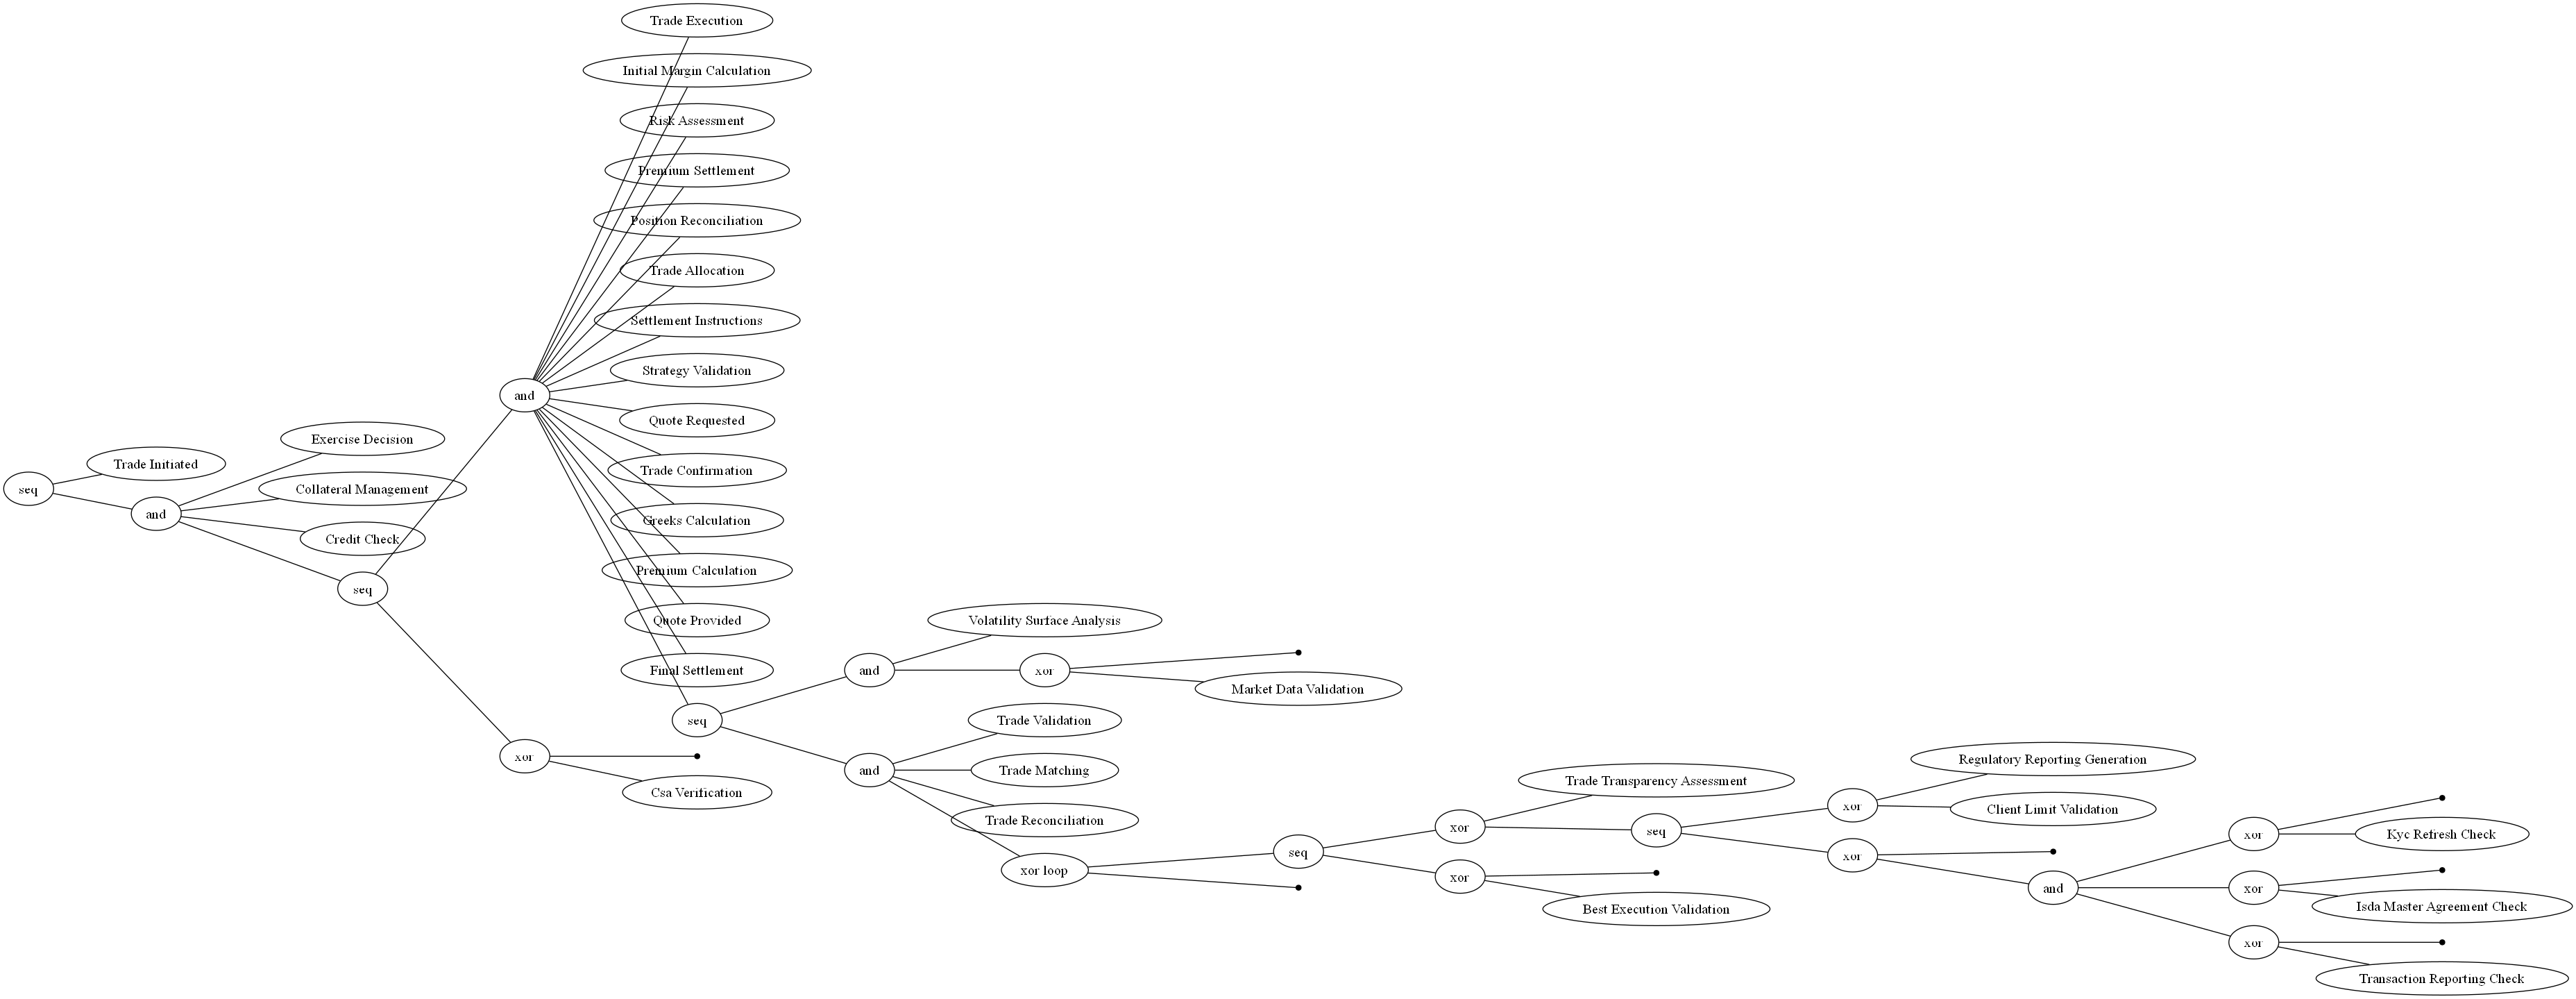 Trade Execution
Initial Margin Calculation
Risk Assessment
Premium Settlement
Position Reconciliation
Trade Allocation
Settlement Instructions
Strategy Validation
and
Quote Requested
Exercise Decision
Trade Initiated
Trade Confirmation
seq
Collateral Management
and
Greeks Calculation
Credit Check
Premium Calculation
seq
Quote Provided
Volatility Surface Analysis
Final Settlement
and
xor
Market Data Validation
seq
Trade Validation
xor
and
Trade Matching
Csa Verification
Trade Reconciliation
xor loop
seq
xor
Trade Transparency Assessment
xor
Best Execution Validation
seq
xor
Regulatory Reporting Generation
Client Limit Validation
xor
and
xor
Kyc Refresh Check
xor
Isda Master Agreement Check
xor
Transaction Reporting Check